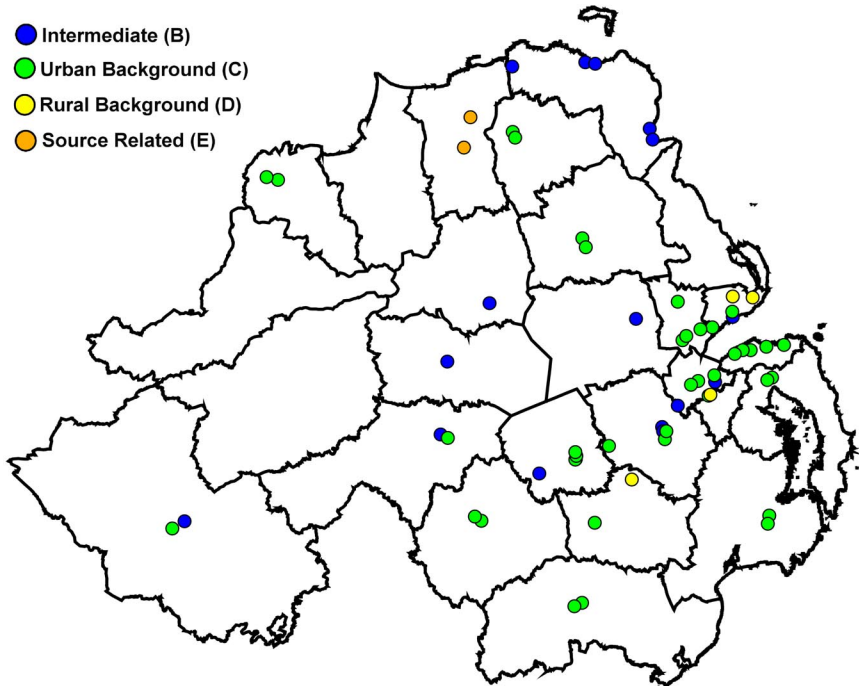 Intermediate (B)
Urban Background (C)
Rural Background (D)
Source Related (E)